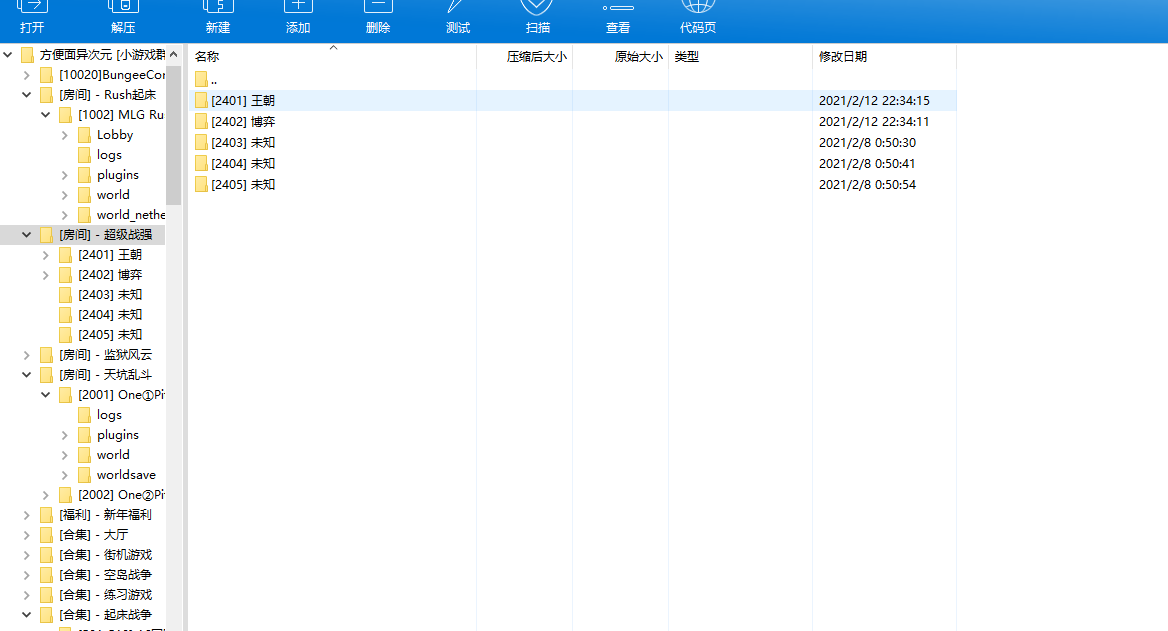 打开 解压 新建 添加 删除 测试 扫描 查看 代码页
名称 压缩后大小 原始大小 类型 修改日期
..
[2401] 王朝 2021/2/12 22:34:15
[2402] 博弈 2021/2/12 22:34:11
[2403] 未知 2021/2/8 0:50:30
[2404] 未知 2021/2/8 0:50:41
[2405] 未知 2021/2/8 0:50:54
方便面异次元 [小游戏群
[10020]BungeeCor
[房间] - Rush起床
[1002] MLG Ru
Lobby
logs
plugins
world
world_nethe
[房间] - 超级战强
[2401] 王朝
[2402] 博弈
[2403] 未知
[2404] 未知
[2405] 未知
[房间] - 监狱风云
[房间] - 天坑乱斗
[2001] One①Pi
logs
plugins
world
worldsave
[2002] One②Pi
[福利] - 新年福利
[合集] - 大厅
[合集] - 街机游戏
[合集] - 空岛战争
[合集] - 练习游戏
[合集] - 起床战争